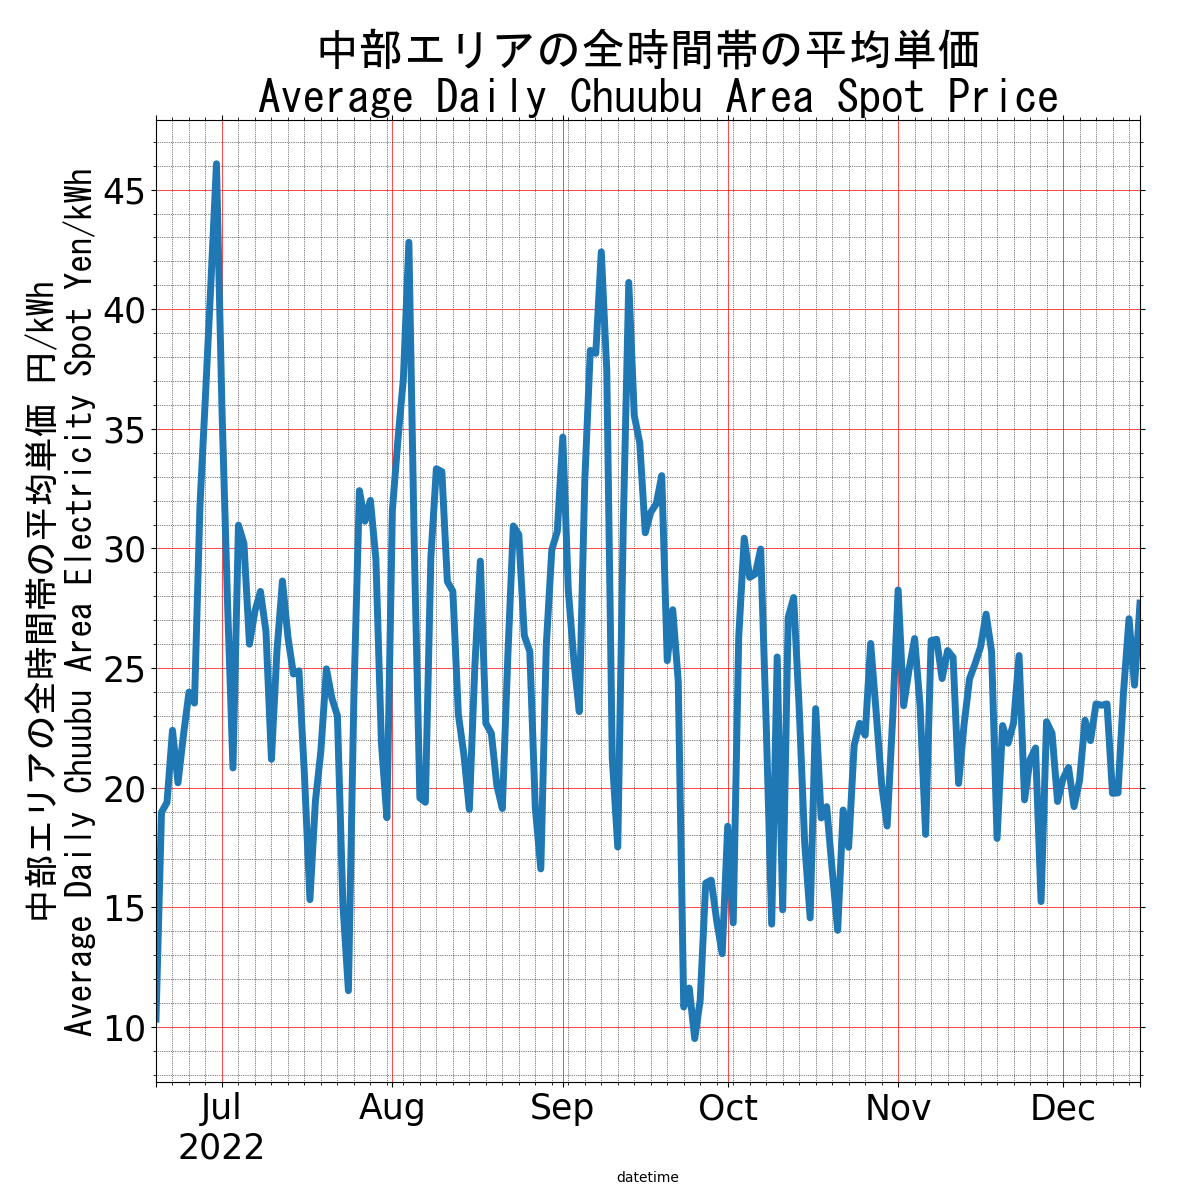 中部エリアの全時間帯の平均単価
Average Daily Chuubu Area Spot Price
中部エリアの全時間帯の平均単価 円/kWh
Average Daily Chuubu Area Electricity Spot Yen/kWh
45
40
35
30
25
20
15
10
Jul
2022
Aug
Sep
Oct
Nov
Dec
datetime